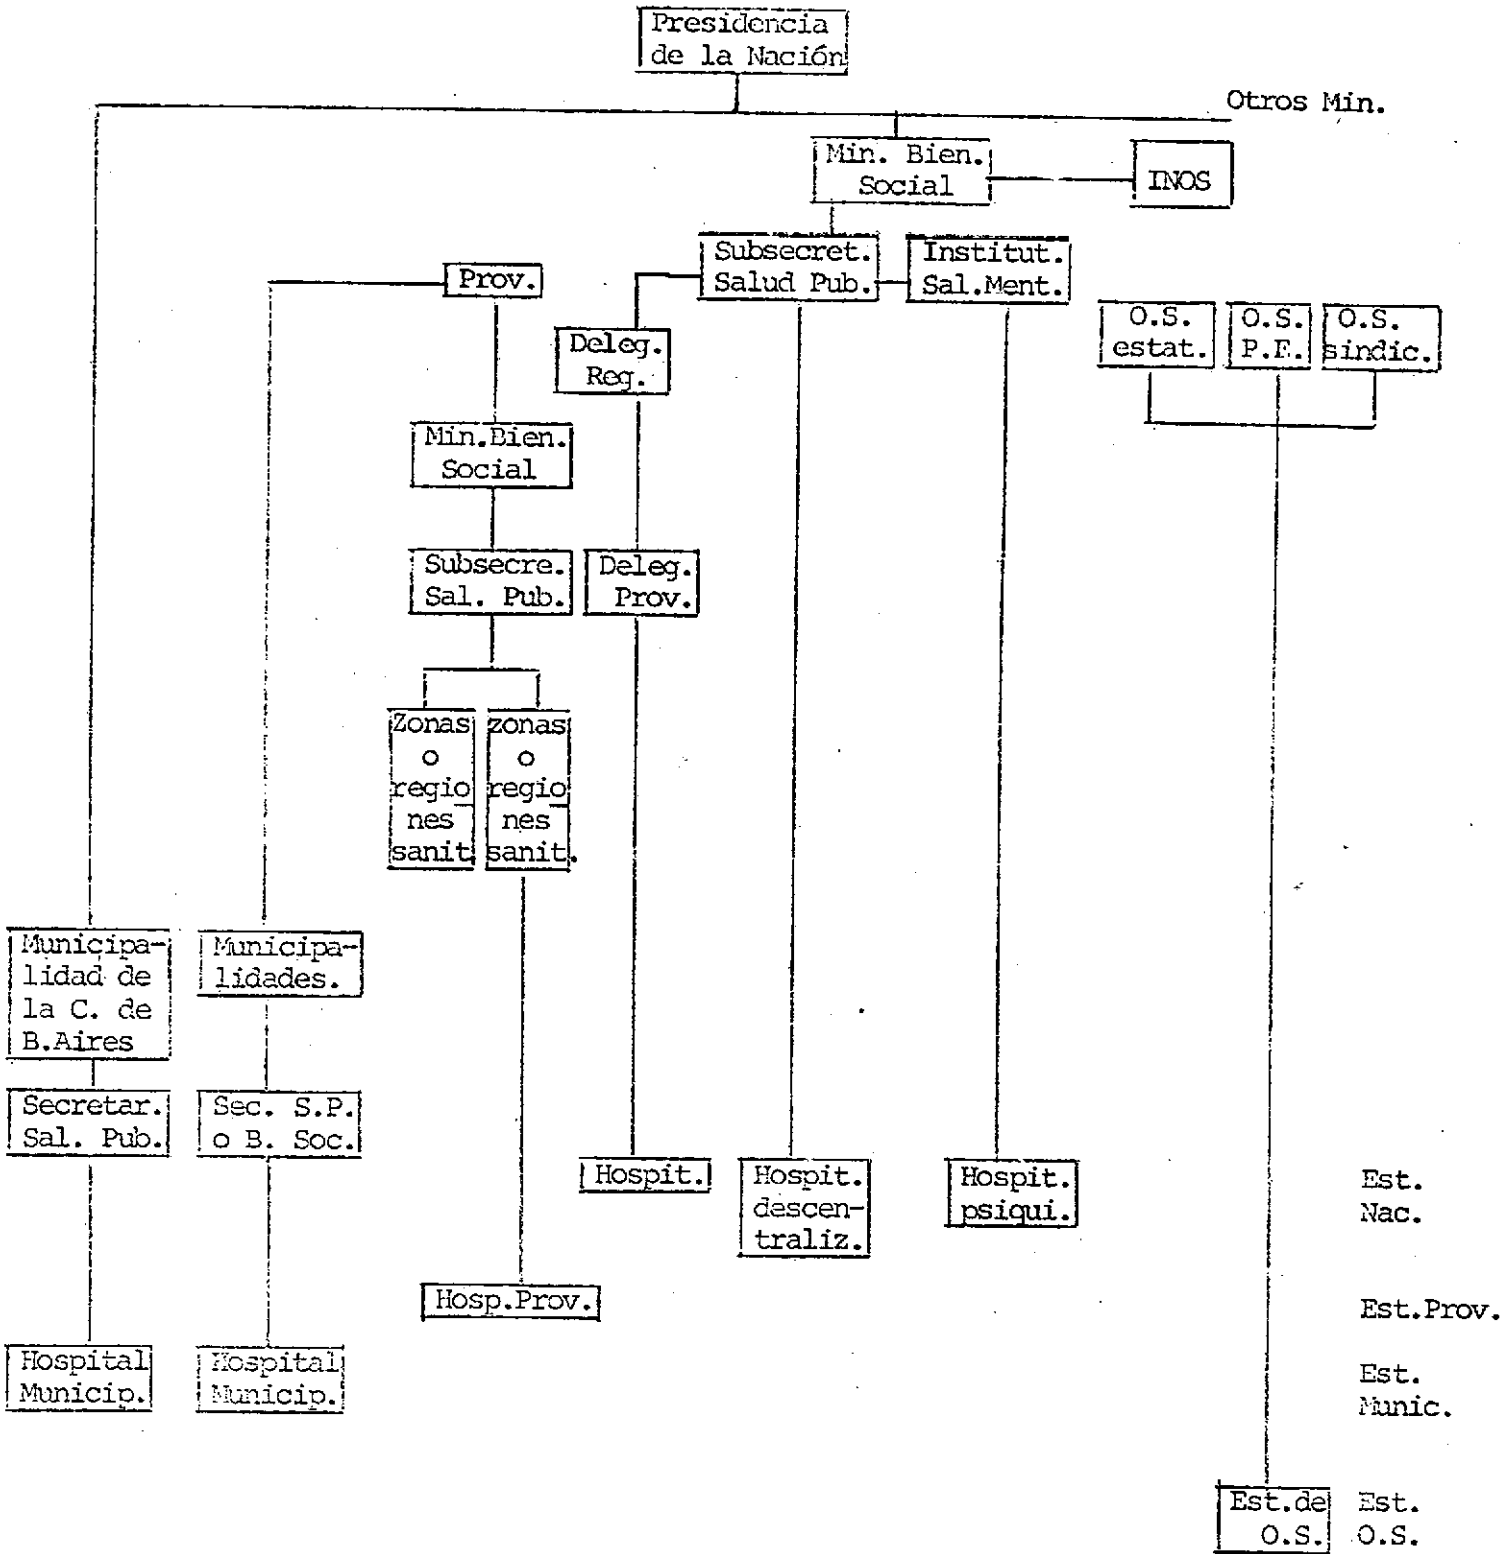 Presidencia
de la Nación
Otros Min.
Min. Bien.
Social
INOS
Subsecret.
Salud Pub.
Institut.
Sal.Ment.
Prov.
O.S.
estat.
O.S.
P.E.
O.S.
sindic.
Deleg.
Reg.
Min.Bien.
Social
Subsecre.
Sal. Pub.
Deleg.
Prov.
Zonas
o
regio_
nes
sanit
zonas
o
regio_
nes
sanit.
Municipa-
lidad de
la C. de
B.Aires
Municipa-
lidades.
Secretar.
Sal. Pub.
Sec. S.P.
o B. Soc.
Hospit.
Hospit.
descen-
traliz.
Hospit.
psiqui.
Est.
Nac.
Hosp.Prov.
Est.Prov.
Hospital
Municip.
Hospital
Municip.
Est.
Munic.
Est.de
O.S.
Est.
O.S.